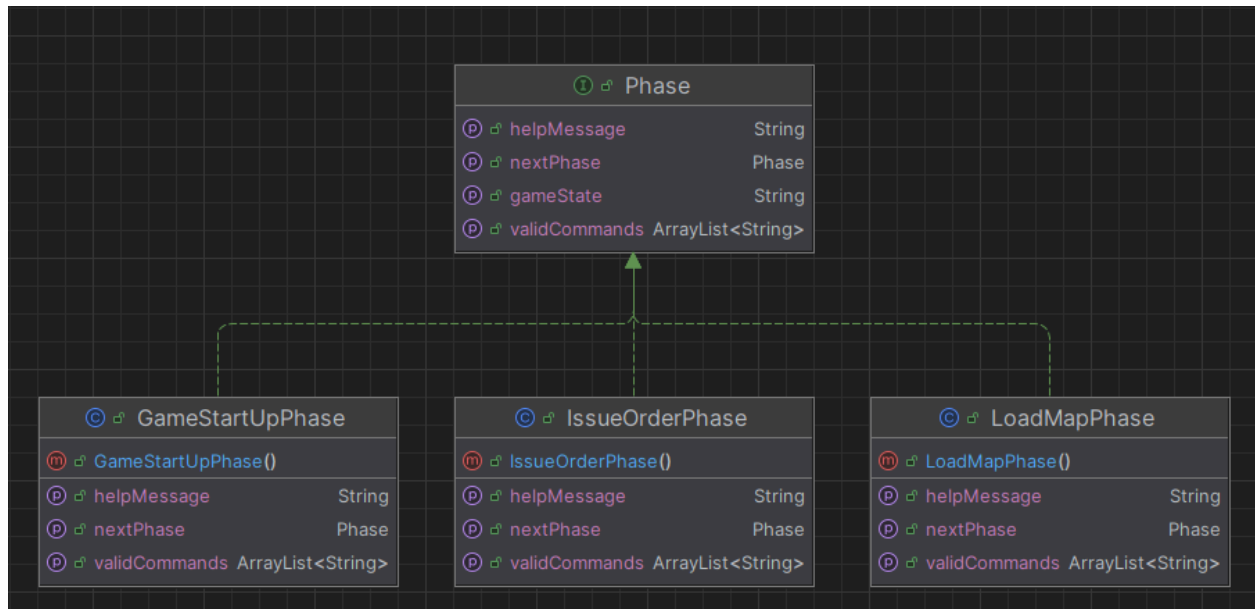 Phase
helpMessage String
nextPhase Phase
gameState String
validCommands ArrayList<String>
GameStartUpPhase
GameStartUpPhase()
helpMessage String
nextPhase Phase
validCommands ArrayList<String>
IssueOrderPhase
IssueOrderPhase()
helpMessage String
nextPhase Phase
validCommands ArrayList<String>
LoadMapPhase
LoadMapPhase()
helpMessage String
nextPhase Phase
validCommands ArrayList<String>